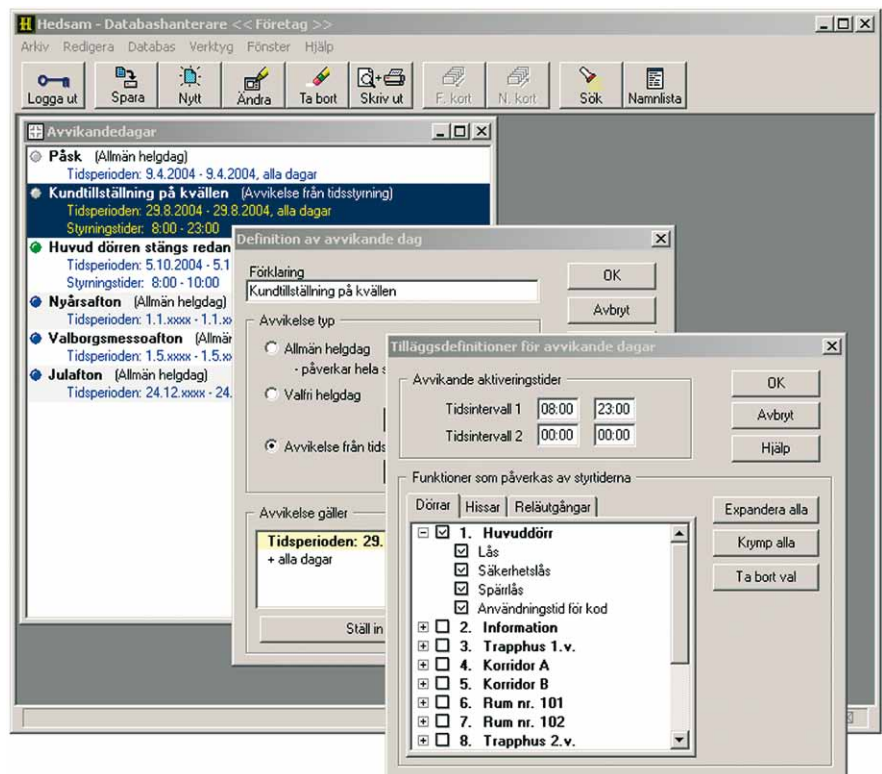 Hedsam - Databashanterare << Företag >>
Arkiv Redigera Databas Verktyg Fönster Hjälp
Logga ut Spara Nytt Ändra Ta bort Skriv ut F. kort N. kort Sök Namnlista
Avvikandedagar
Påsk (Allmän helgdag)
Tidsperioden: 9.4.2004 - 9.4.2004, alla dagar
Kundtillställning på kvällen (Avvikelse från tidsstyrning)
Tidsperioden: 29.8.2004 - 29.8.2004, alla dagar
Styrningstider: 8:00 - 23:00
Huvud dörren stängs redan
Tidsperioden: 5.10.2004 - 5.1
Styrningstider: 8:00 - 10:00
Nyårsafton (Allmän helgdag)
Tidsperioden: 1.1.xxxx - 1.1.xx
Valborgsmessoafton (Allmär
Tidsperioden: 1.5.xxxx - 1.5.xx
Julafton (Allmän helgdag)
Tidsperioden: 24.12.xxxx - 24.
Definition av avvikande dag
Förklaring
Kundtillställning på kvällen
OK
Avbryt
Avvikelse typ
Allmän helgdag
- påverkar hela s
Valfri helgdag
Avvikelse från tids
Avvikelse gäller
Tidsperioden: 29.
+ alla dagar
Ställ in
Tilläggsdefinitioner för avvikande dagar
Avvikande aktiveringstider
Tidsintervall 1 08:00 23:00
Tidsintervall 2 00:00 00:00
OK
Avbryt
Hjälp
Funktioner som påverkas av styrtiderna
Dörrar Hissar Reläutgångar
1. Huvuddörr
Lås
Säkerhetslås
Spärrlås
Användningstid för kod
2. Information
3. Trapphus 1.v.
4. Korridor A
5. Korridor B
6. Rum nr. 101
7. Rum nr. 102
8. Trapphus 2.v.
Expandera alla
Krymp alla
Ta bort val